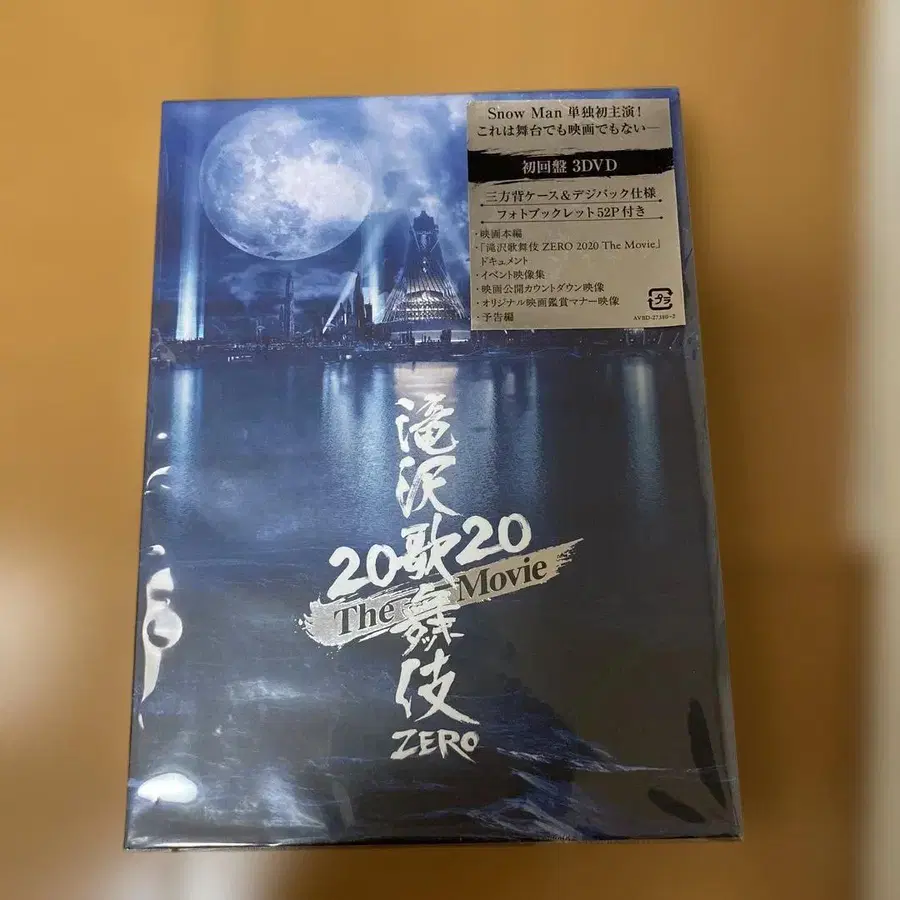 Snow Man 単独初主演!
これは舞台でも映画でもない―
初回盤 3DVD
三方背ケース&デジパック仕様
フォトブックレット52P付き
・映画本編
・「滝沢歌舞伎 ZERO 2020 The Movie」
ドキュメント
・イベント映像集
・映画公開カウントダウン映像
・オリジナル映画鑑賞マナー映像
・予告編
プラ
AVBD-27380~2
滝沢歌舞伎
2020
The Movie
ZERO